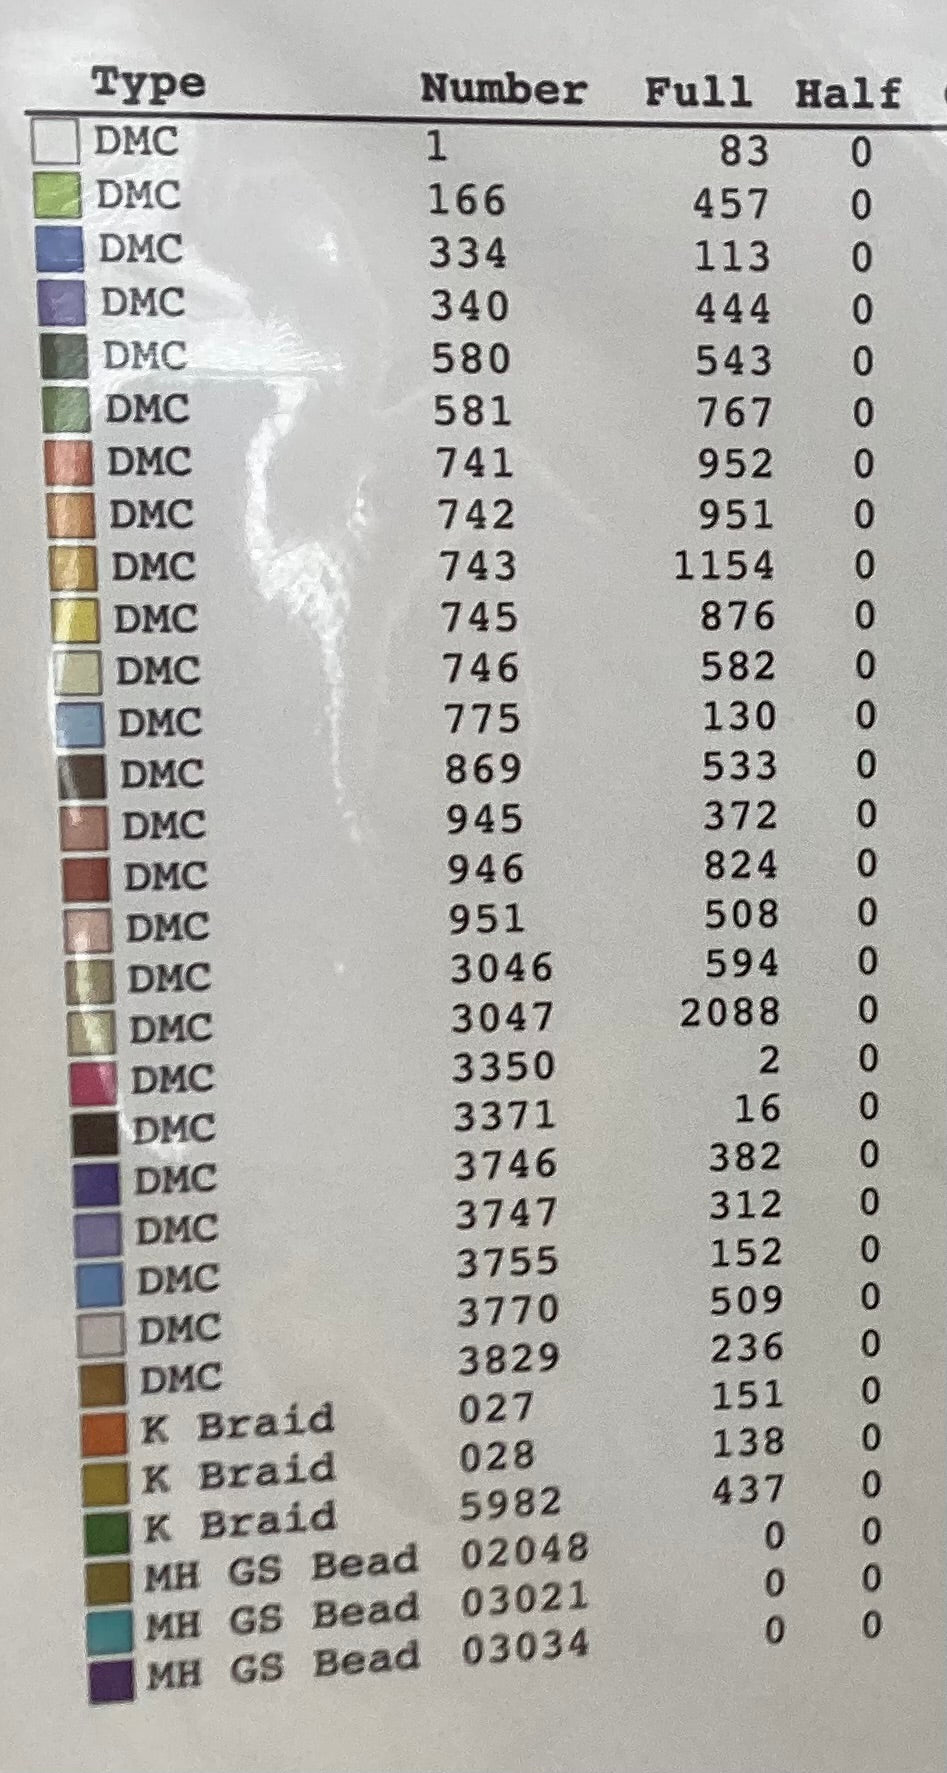 Type Number Full Half
DMC 1 83 0
DMC 166 457 0
DMC 334 113 0
DMC 340 444 0
DMC 580 543 0
DMC 581 767 0
DMC 741 952 0
DMC 742 951 0
DMC 743 1154 0
DMC 745 876 0
DMC 746 582 0
DMC 775 130 0
DMC 869 533 0
DMC 945 372 0
DMC 946 824 0
DMC 951 508 0
DMC 3046 594 0
DMC 3047 2088 0
DMC 3350 2 0
DMC 3371 16 0
DMC 3746 382 0
DMC 3747 312 0
DMC 3755 152 0
DMC 3770 509 0
DMC 3829 236 0
K Braid 027 151 0
K Braid 028 138 0
K Braid 5982 437 0
MH GS Bead 02048 0 0
MH GS Bead 03021 0 0
MH GS Bead 03034 0 0